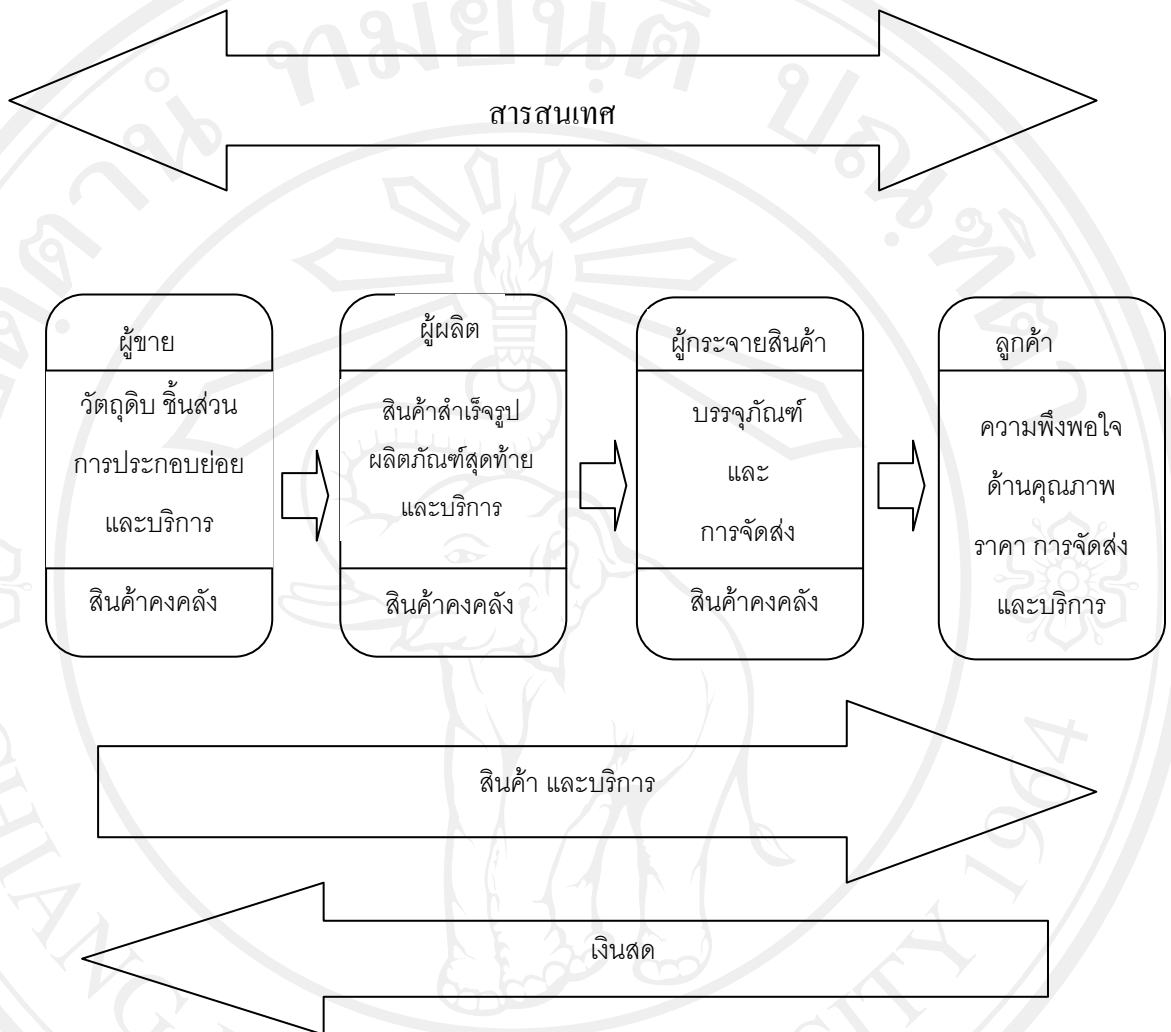 สารสนเทศ
ผู้ขาย
วัตถุดิบ ชิ้นส่วน
การประกอบย่อย
และบริการ
สินค้าคงคลัง
ผู้ผลิต
สินค้าสำเร็จรูป
ผลิตภัณฑ์สุดท้าย
และบริการ
สินค้าคงคลัง
ผู้กระจายสินค้า
บรรจุภัณฑ์
และ
การจัดส่ง
สินค้าคงคลัง
ลูกค้า
ความพึงพอใจ
ด้านคุณภาพ
ราคา การจัดส่ง
และบริการ
สินค้า และบริการ
เงินสด